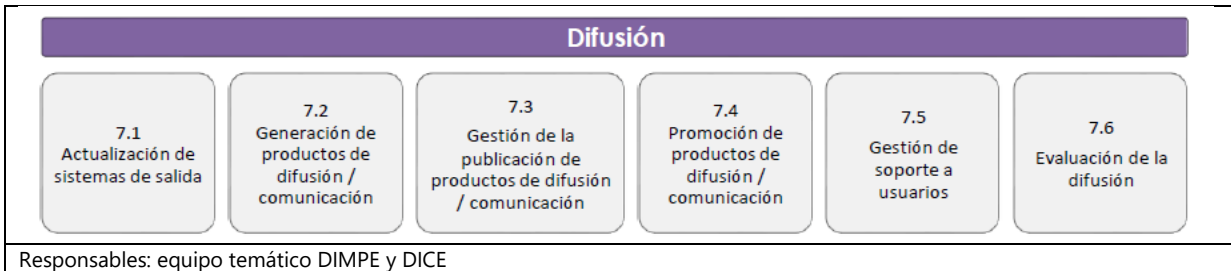 Difusión
7.1
Actualización de
sistemas de salida
7.2
Generación de
productos de
difusión /
comunicación
7.3
Gestión de la
publicación de
productos de difusión
/ comunicación
7.4
Promoción de
productos de
difusión /
comunicación
7.5
Gestión de
soporte a
usuarios
7.6
Evaluación de la
difusión
Responsables: equipo temático DIMPE y DICE